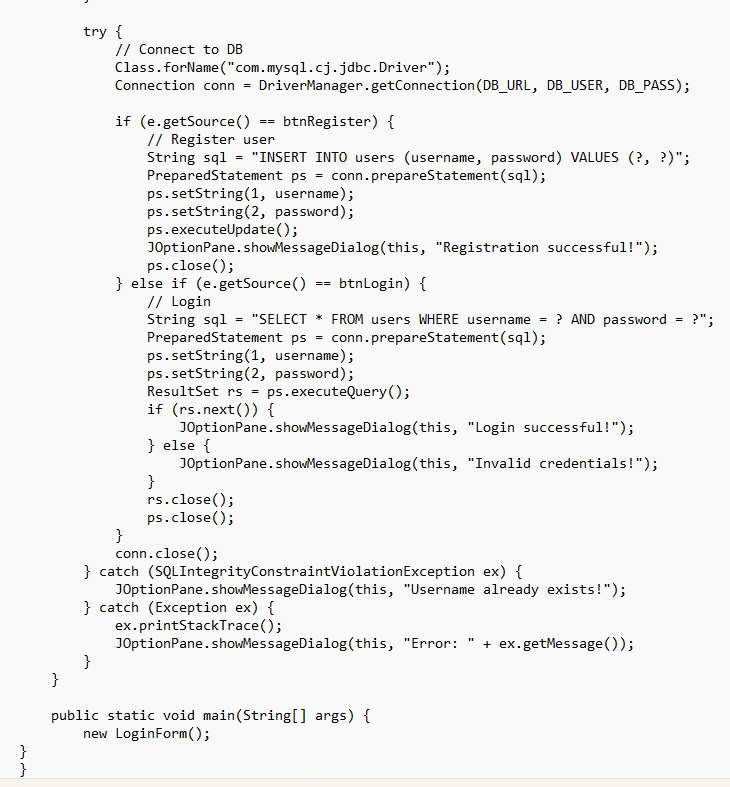 try {
// Connect to DB
Class.forName("com.mysql.cj.jdbc.Driver");
Connection conn = DriverManager.getConnection(DB_URL, DB_USER, DB_PASS);
if (e.getSource() == btnRegister) {
// Register user
String sql = "INSERT INTO users (username, password) VALUES (?, ?)";
PreparedStatement ps = conn.prepareStatement(sql);
ps.setString(1, username);
ps.setString(2, password);
ps.executeUpdate();
JOptionPane.showMessageDialog(this, "Registration successful!");
ps.close();
} else if (e.getSource() == btnLogin) {
// Login
String sql = "SELECT * FROM users WHERE username = ? AND password = ?";
PreparedStatement ps = conn.prepareStatement(sql);
ps.setString(1, username);
ps.setString(2, password);
ResultSet rs = ps.executeQuery();
if (rs.next()) {
JOptionPane.showMessageDialog(this, "Login successful!");
} else {
JOptionPane.showMessageDialog(this, "Invalid credentials!");
}
rs.close();
ps.close();
}
conn.close();
} catch (SQLIntegrityConstraintViolationException ex) {
JOptionPane.showMessageDialog(this, "Username already exists!");
} catch (Exception ex) {
ex.printStackTrace();
JOptionPane.showMessageDialog(this, "Error: " + ex.getMessage());
}
}
public static void main(String[] args) {
new LoginForm();
}
}